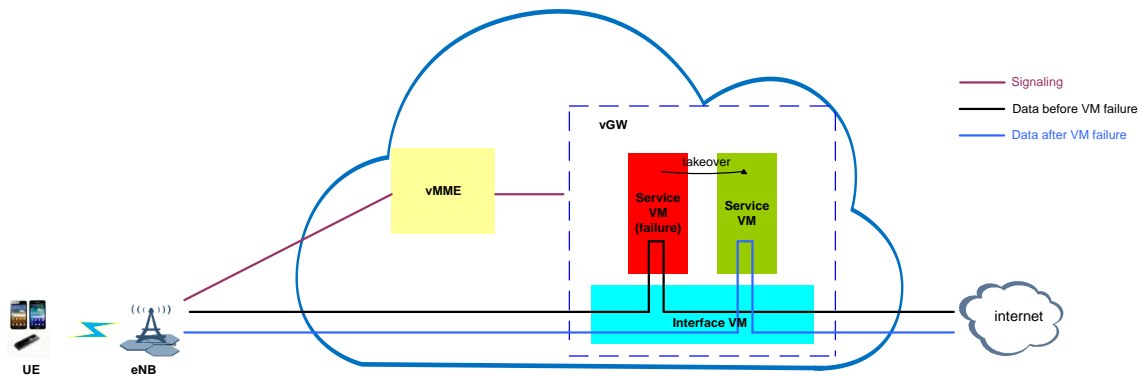 Signaling
Data before VM failure
Data after VM failure
vGW
takeover
vMME
Service
VM
(failure)
Service
VM
Interface VM
internet
UE
eNB